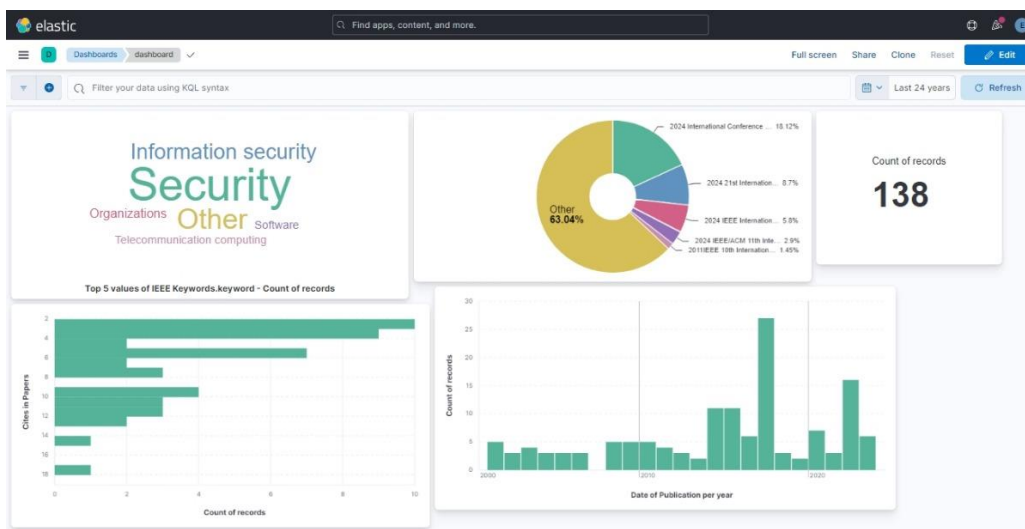 elastic
Find apps, content, and more.
E
D
Dashboards
dashboard
Full screen
Share
Clone
Reset
Edit
Filter your data using KQL syntax
Last 24 years
Refresh
Information security
Security
Organizations
Other
Software
Telecommunication computing
Top 5 values of IEEE Keywords.keyword - Count of records
2024 International Conference ... 18.12%
2024 21st Internation... 8.7%
2024 IEEE Internation... 5.8%
2024 IEEE/ACM 11th Inte... 2.9%
2011IEEE 10th Internation... 1.45%
Other
63.04%
Count of records
138
2
4
6
8
10
12
14
16
18
Cites in Papers
0 2 4 6 8 10
Count of records
30
25
20
15
10
5
0
Count of records
2000 2010 2020
Date of Publication per year